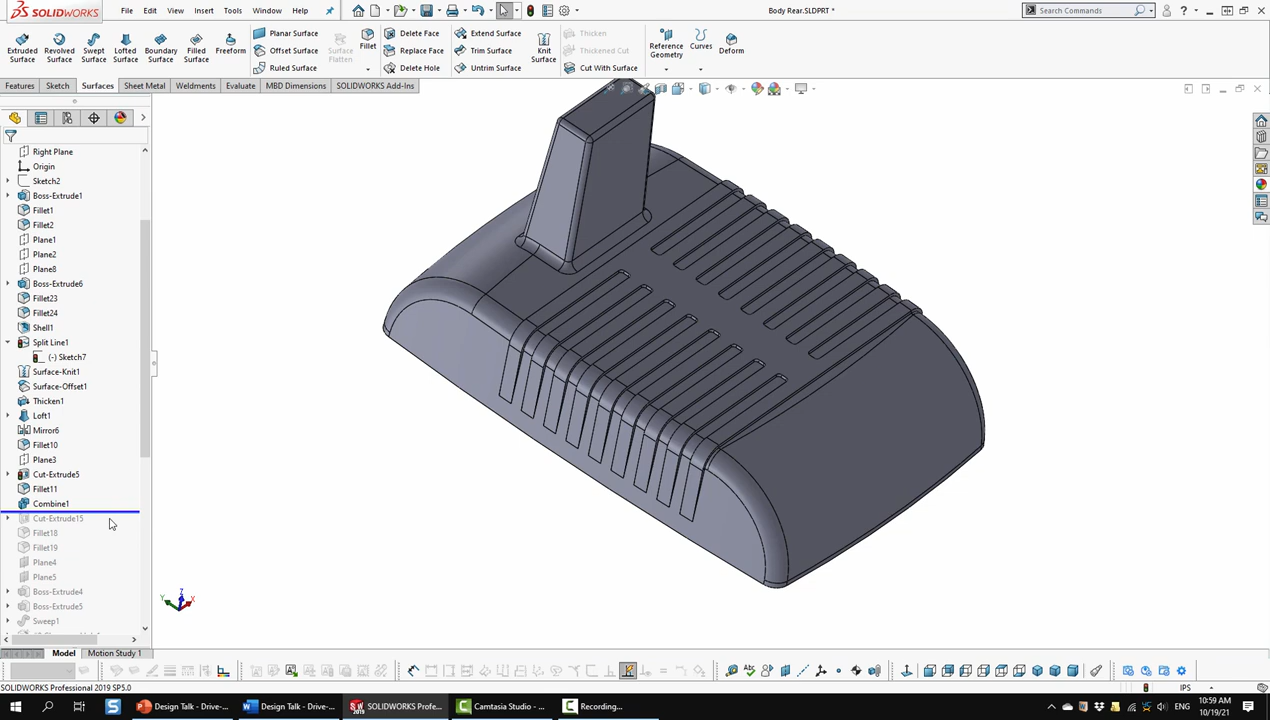 SOLIDWORKS
File Edit View Insert Tools Window Help
Body Rear.SLDPRT *
Search Commands
Extruded Surface
Revolved Surface
Swept Surface
Lofted Surface
Boundary Surface
Filled Surface
Freeform
Planar Surface
Offset Surface
Ruled Surface
Surface Flatten
Fillet
Delete Face
Replace Face
Delete Hole
Extend Surface
Trim Surface
Untrim Surface
Knit Surface
Thicken
Thickened Cut
Cut With Surface
Reference Geometry
Curves
Deform
Features Sketch Surfaces Sheet Metal Weldments Evaluate MBD Dimensions SOLIDWORKS Add-Ins
Right Plane
Origin
Sketch2
Boss-Extrude1
Fillet1
Fillet2
Plane1
Plane2
Plane8
Boss-Extrude6
Fillet23
Fillet24
Shell1
Split Line1
(-) Sketch7
Surface-Knit1
Surface-Offset1
Thicken1
Loft1
Mirror6
Fillet10
Plane3
Cut-Extrude5
Fillet11
Combine1
Cut-Extrude15
Fillet18
Fillet19
Plane4
Plane5
Boss-Extrude4
Boss-Extrude5
Sweep1
Y Z X
Model Motion Study 1
SOLIDWORKS Professional 2019 SP5.0
IPS
Design Talk - Drive-...
Design Talk - Drive-...
SOLIDWORKS Profe...
Camtasia Studio - ...
Recording...
10:59 AM
10/19/21